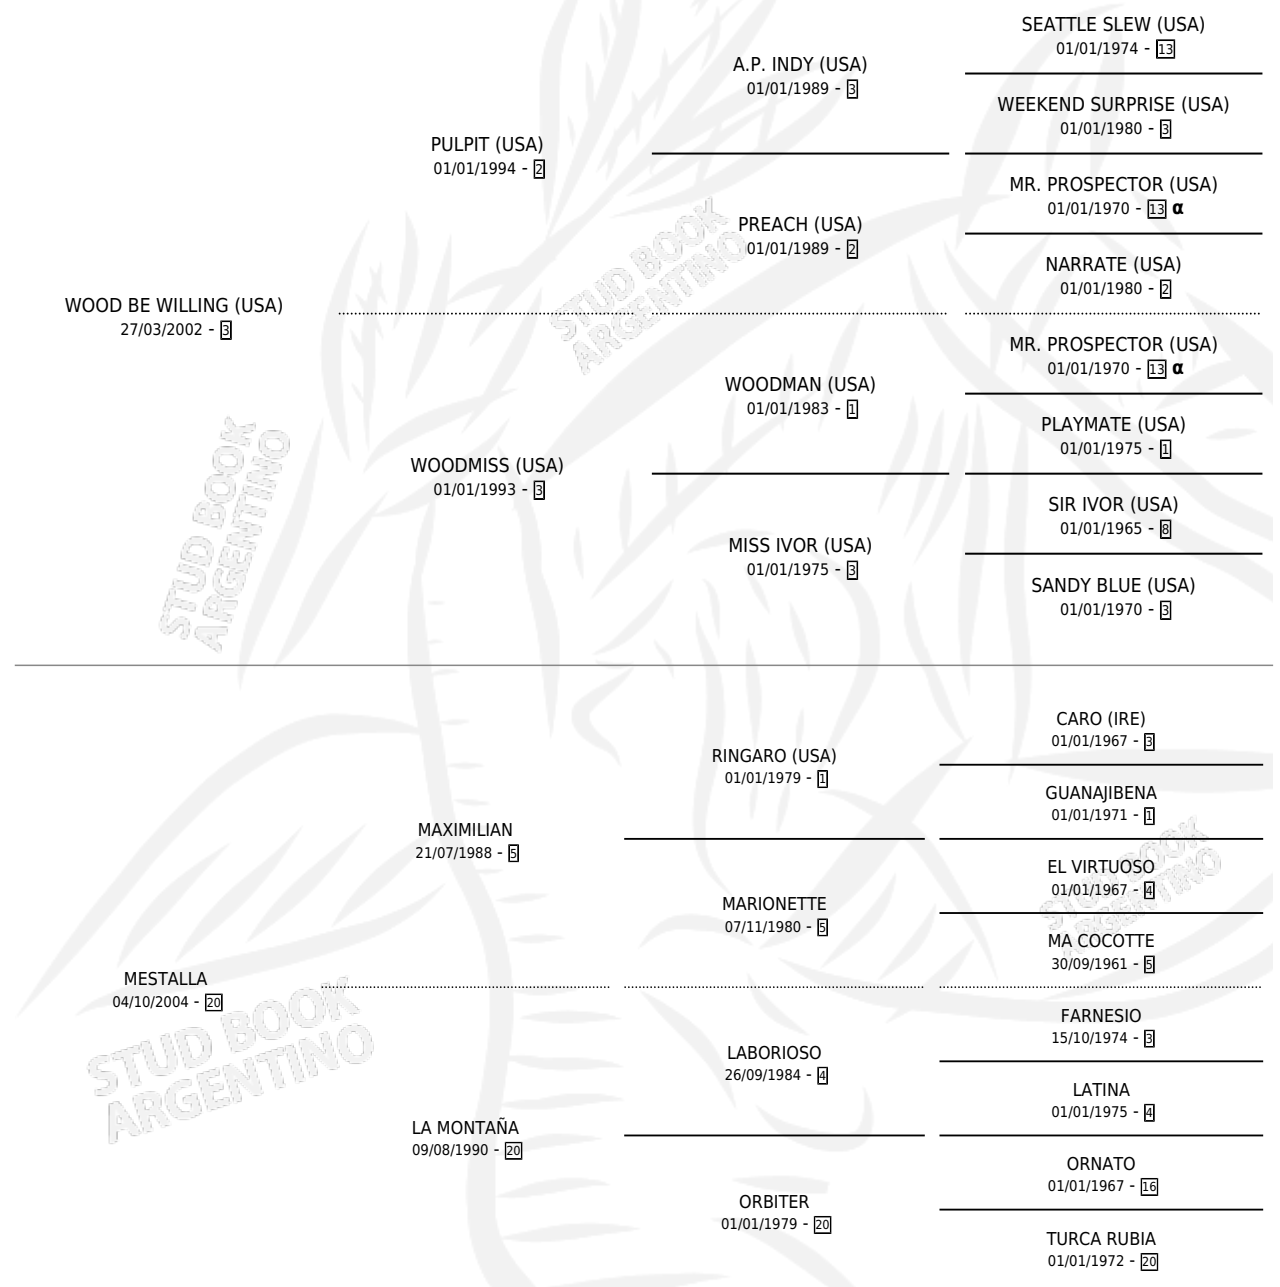 SEATTLE SLEW (USA)
01/01/1974 - 13
A.P. INDY (USA)
01/01/1989 - 3
WEEKEND SURPRISE (USA)
01/01/1980 - 3
PULPIT (USA)
01/01/1994 - 2
MR. PROSPECTOR (USA)
01/01/1970 - 13 α
PREACH (USA)
01/01/1989 - 2
NARRATE (USA)
01/01/1980 - 2
WOOD BE WILLING (USA)
27/03/2002 - 3
MR. PROSPECTOR (USA)
01/01/1970 - 13 α
WOODMAN (USA)
01/01/1983 - 1
PLAYMATE (USA)
01/01/1975 - 1
WOODMISS (USA)
01/01/1993 - 3
SIR IVOR (USA)
01/01/1965 - 8
MISS IVOR (USA)
01/01/1975 - 3
SANDY BLUE (USA)
01/01/1970 - 3
CARO (IRE)
01/01/1967 - 3
RINGARO (USA)
01/01/1979 - 1
GUANAJIBENA
01/01/1971 - 1
MAXIMILIAN
21/07/1988 - 5
EL VIRTUOSO
01/01/1967 - 4
MARIONETTE
07/11/1980 - 5
MA COCOTTE
30/09/1961 - 5
MESTALLA
04/10/2004 - 20
FARNESIO
15/10/1974 - 3
LABORIOSO
26/09/1984 - 4
LATINA
01/01/1975 - 4
LA MONTAÑA
09/08/1990 - 20
ORNATO
01/01/1967 - 16
ORBITER
01/01/1979 - 20
TURCA RUBIA
01/01/1972 - 20
STUD BOOK
ARGENTINO
STUD BOOK
ARGENTINO
STUD BOOK
ARGENTINO
STUD BOOK
ARGENTINO